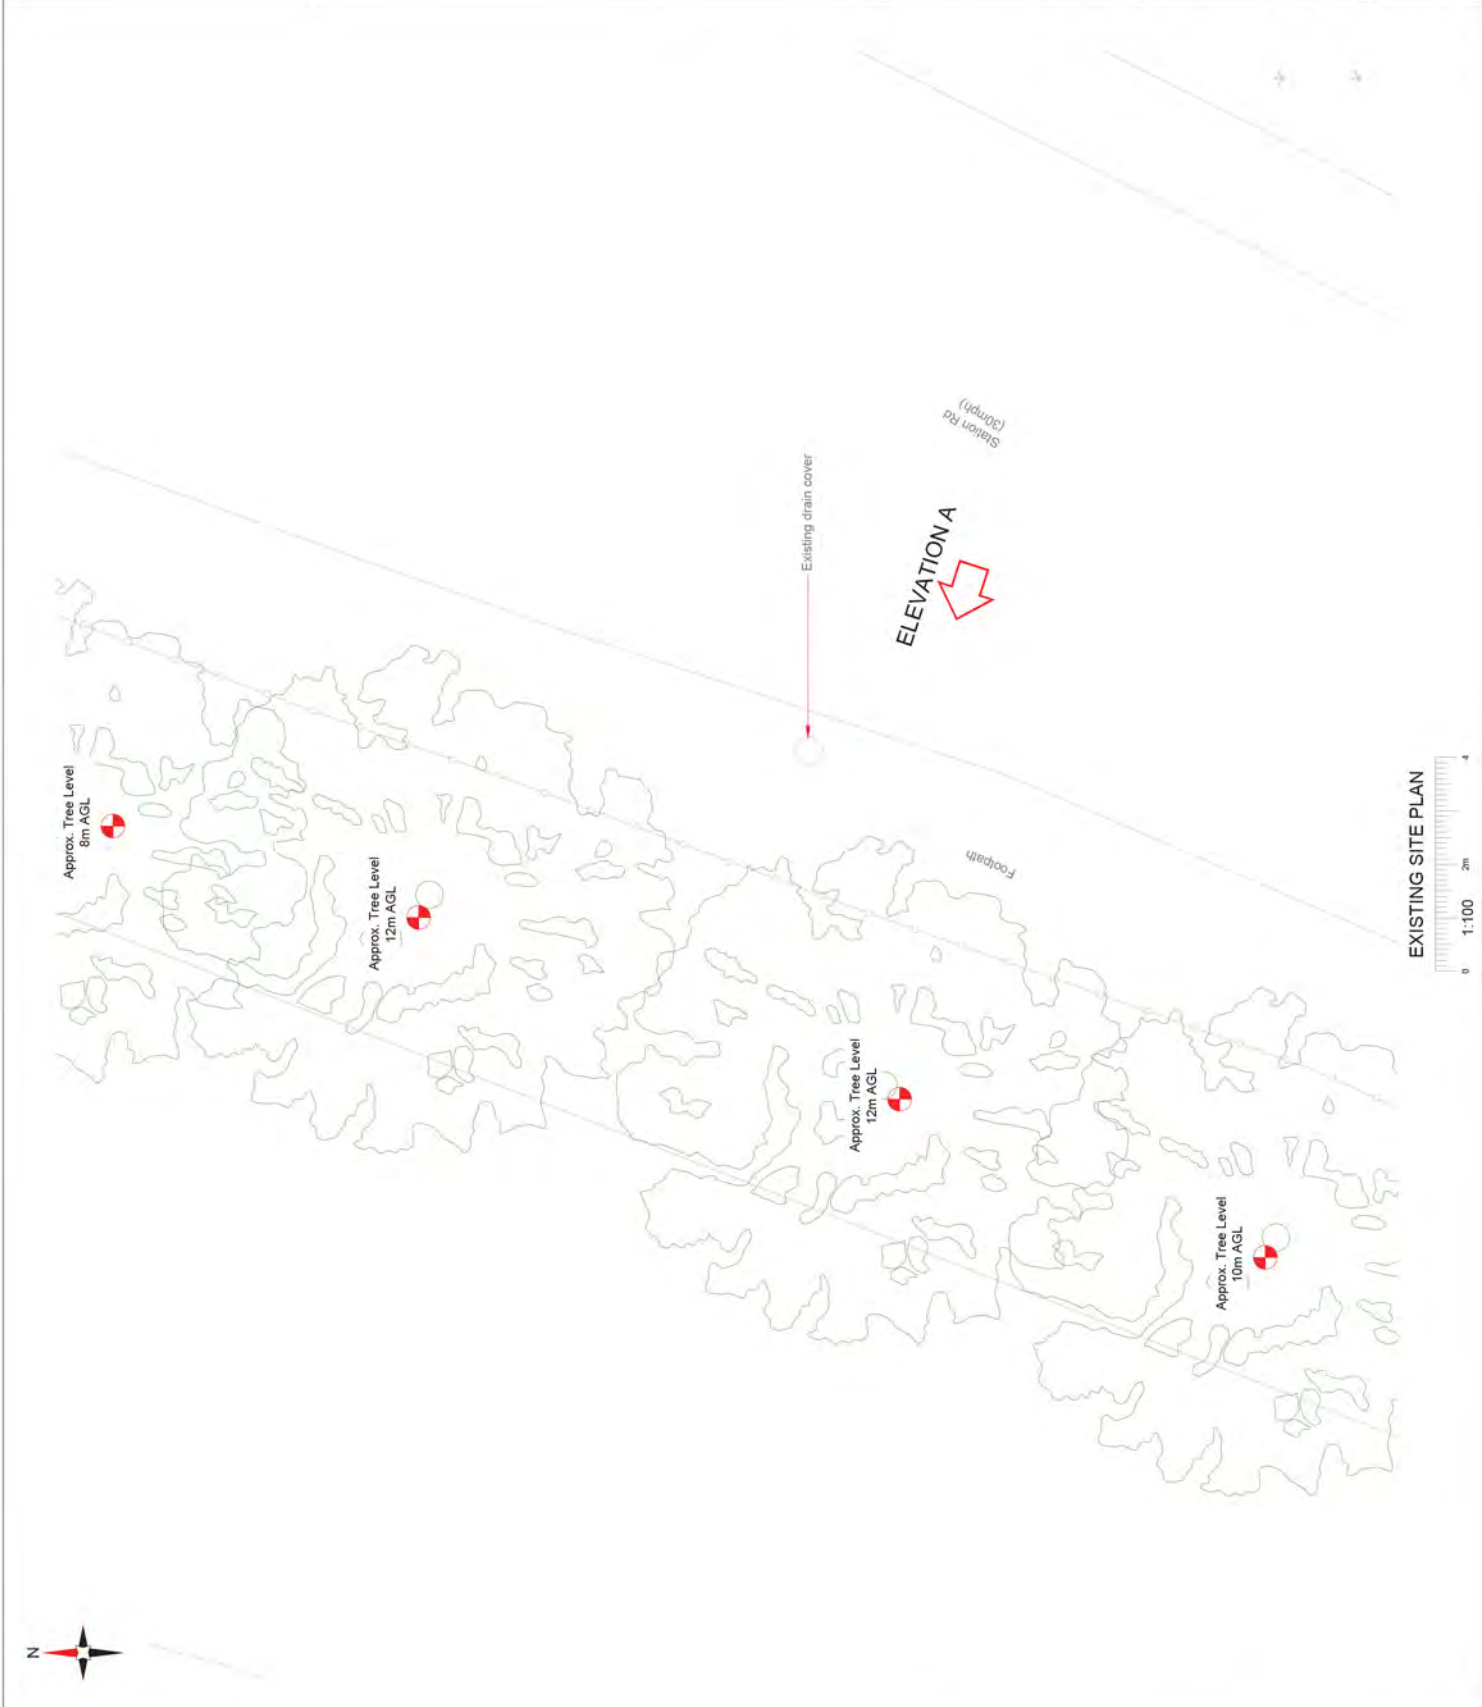 Approx. Tree Level
8m AGL
Approx. Tree Level
12m AGL
Existing drain cover
Station Rd
(30mph)
ELEVATION A
Footpath
Approx. Tree Level
12m AGL
Approx. Tree Level
10m AGL
N
EXISTING SITE PLAN
0
2m
4
1:100